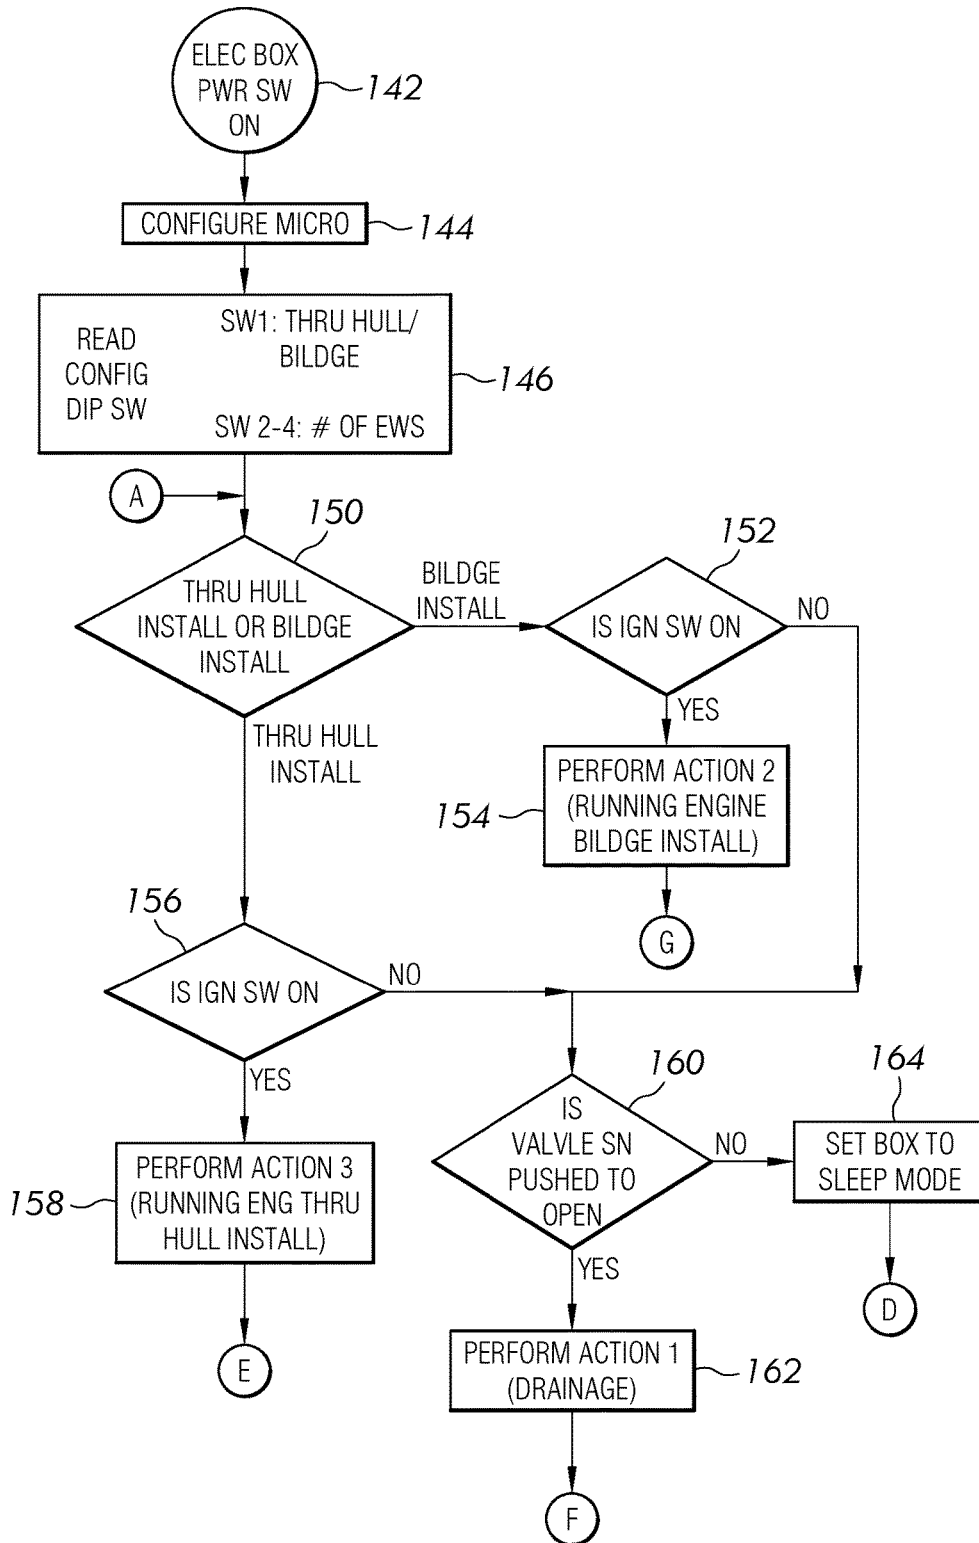 ELEC BOX
PWR SW
ON
142
CONFIGURE MICRO
144
READ
CONFIG
DIP SW
SW1: THRU HULL/
BILDGE
SW 2-4: # OF EWS
146
A
150
THRU HULL
INSTALL OR BILDGE
INSTALL
BILDGE
INSTALL
152
IS IGN SW ON
NO
YES
THRU HULL
INSTALL
154
PERFORM ACTION 2
(RUNNING ENGINE
BILDGE INSTALL)
G
156
IS IGN SW ON
NO
YES
158
PERFORM ACTION 3
(RUNNING ENG THRU
HULL INSTALL)
E
160
IS
VALVLE SN
PUSHED TO
OPEN
NO
YES
164
SET BOX TO
SLEEP MODE
D
PERFORM ACTION 1
(DRAINAGE)
162
F